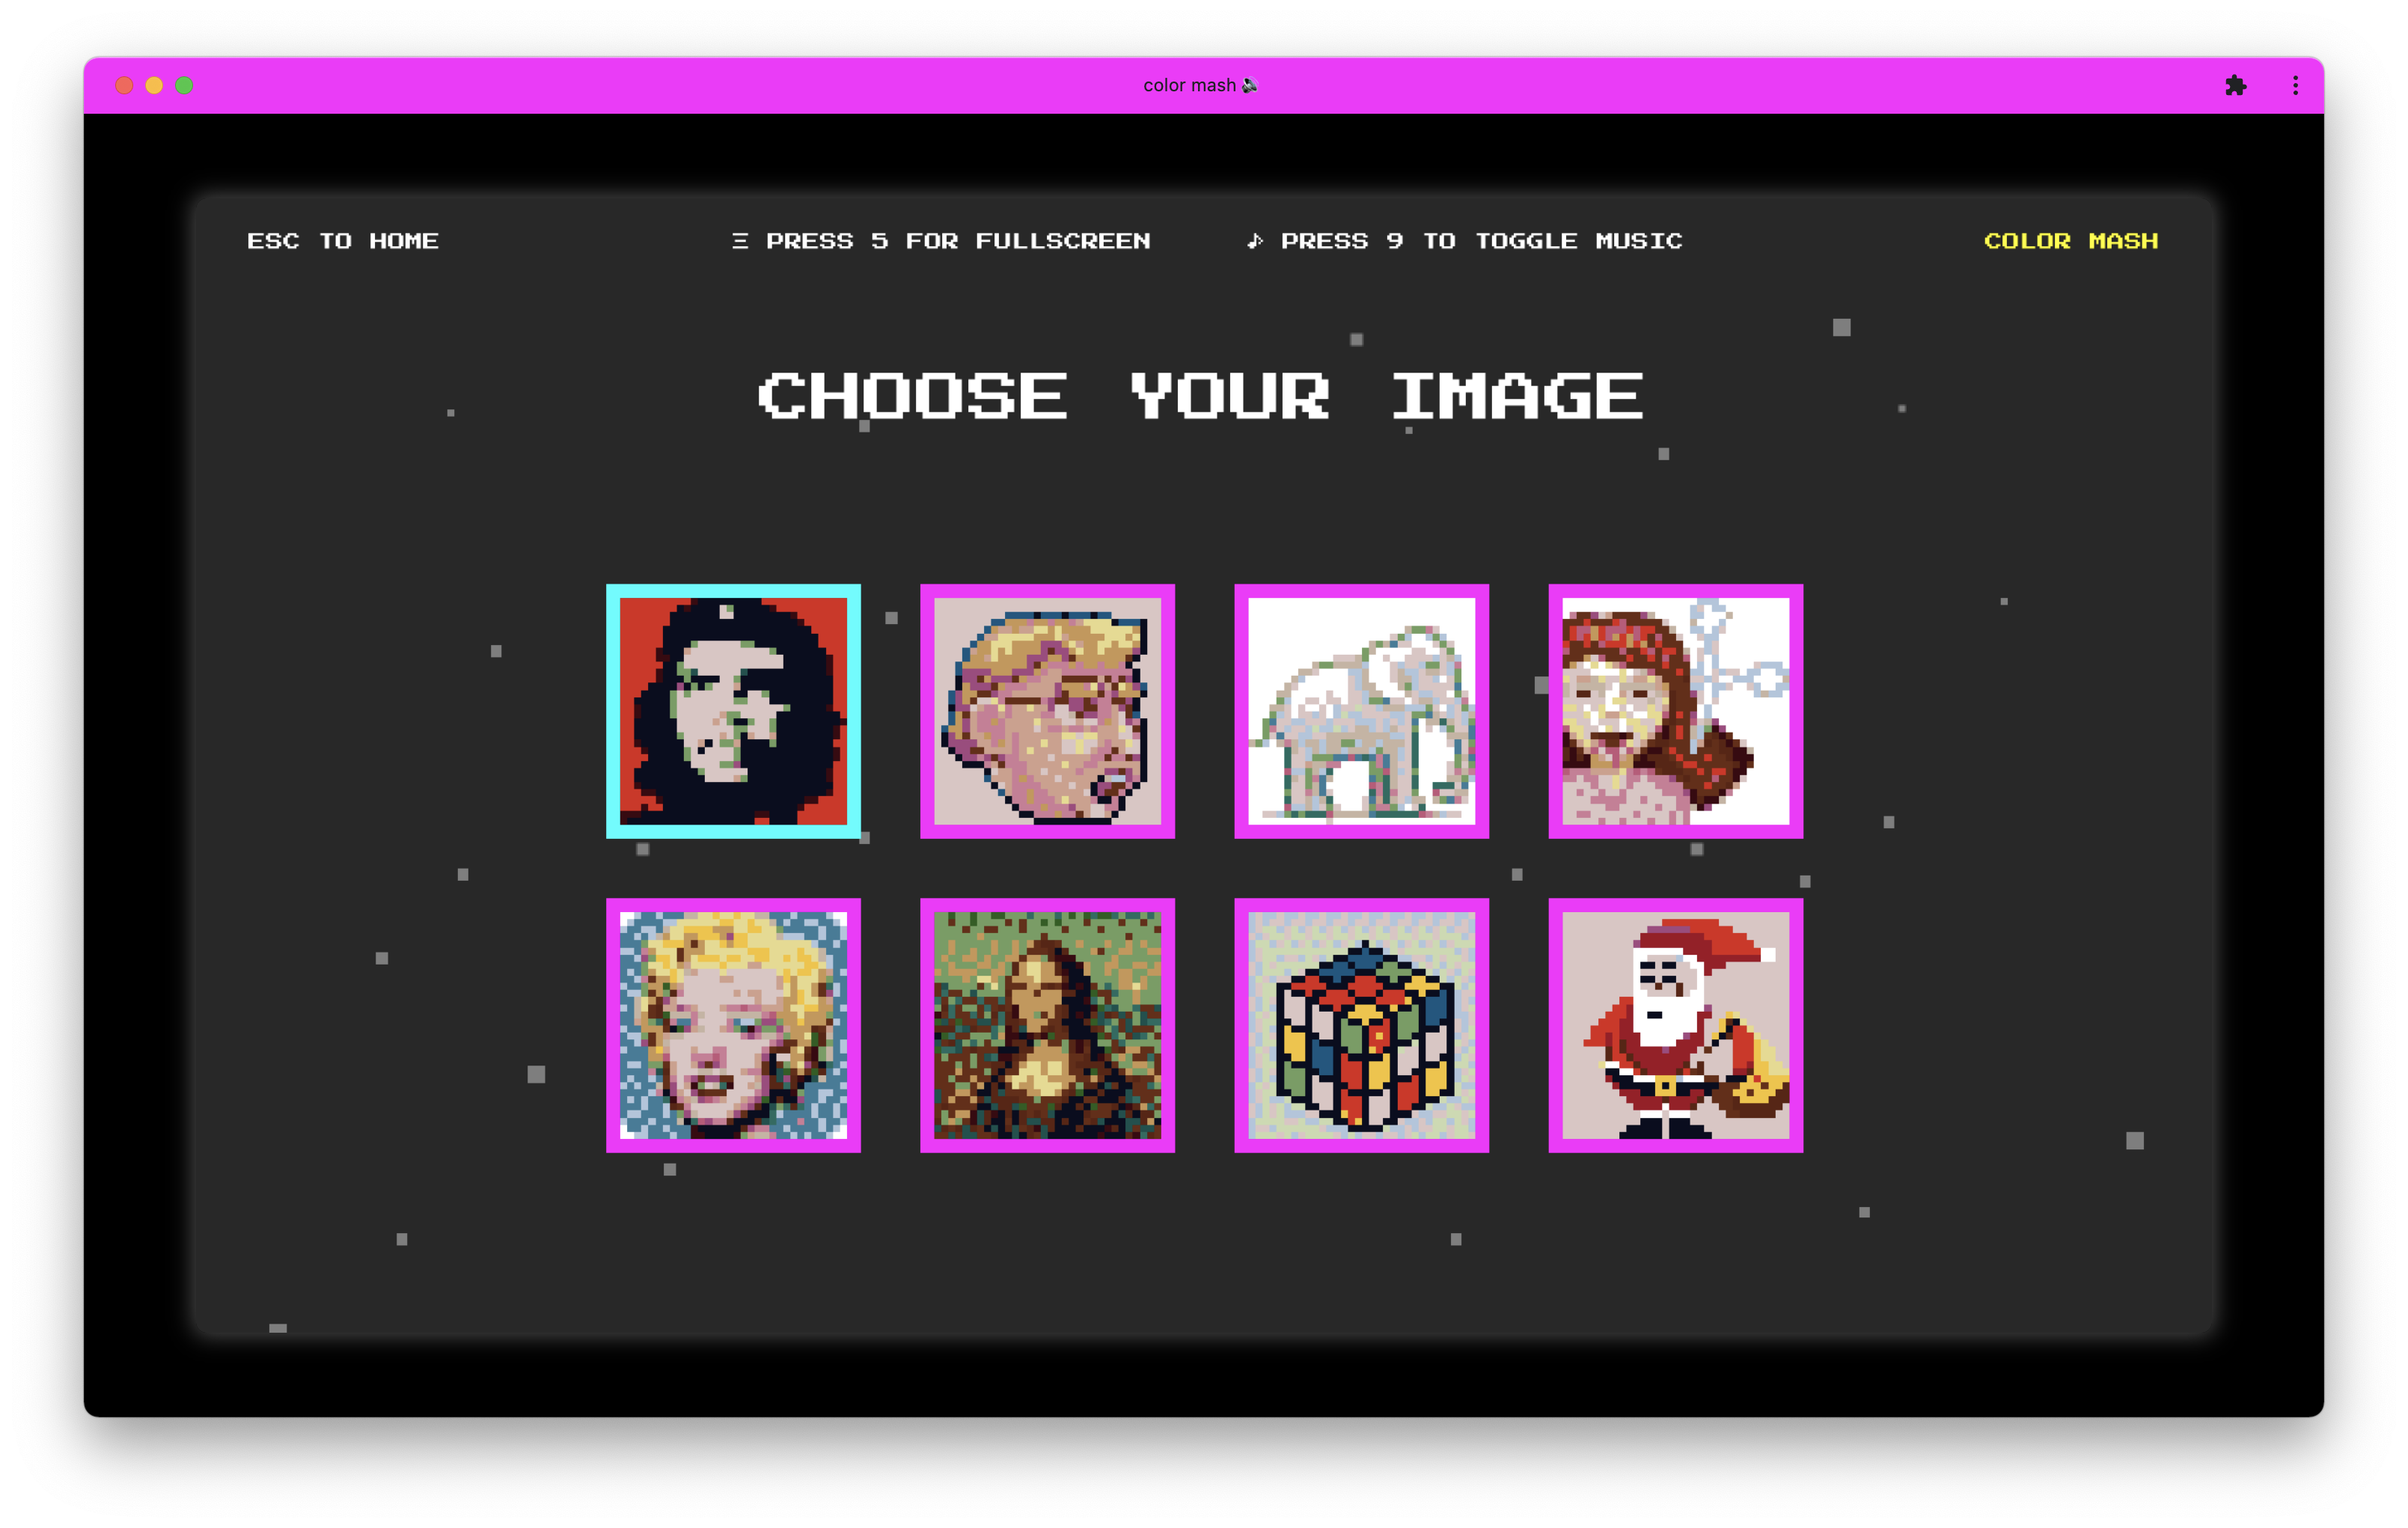 color mash
ESC TO HOME
Ξ PRESS 5 FOR FULLSCREEN
♪ PRESS 9 TO TOGGLE MUSIC
COLOR MASH
CHOOSE YOUR IMAGE